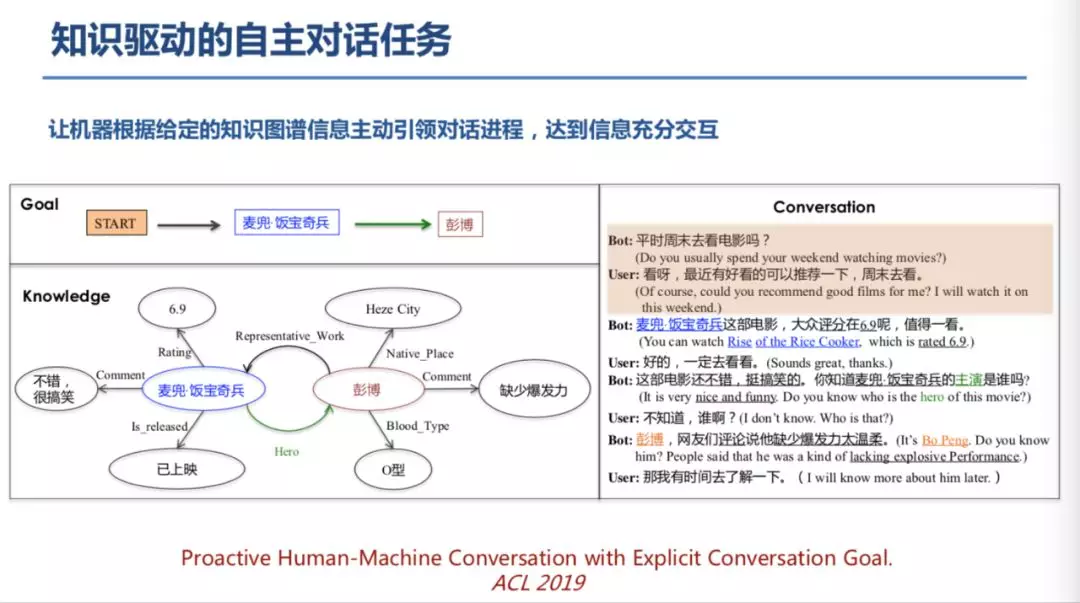 知识驱动的自主对话任务
让机器根据给定的知识图谱信息主动引领对话进程，达到信息充分交互
Goal
START
麦兜·饭宝奇兵
彭博
Knowledge
6.9
Heze City
Representative_Work
Rating
Native_Place
不错，
很搞笑
Comment
麦兜·饭宝奇兵
彭博
Comment
缺少爆发力
Is_released
Blood_Type
Hero
已上映
O型
Conversation
Bot: 平时周末去看电影吗？
(Do you usually spend your weekend watching movies?)
User: 看呀，最近有好看的可以推荐一下，周末去看。
(Of course, could you recommend good films for me? I will watch it on
this weekend.)
Bot: 麦兜·饭宝奇兵这部电影，大众评分在6.9呢，值得一看。
(You can watch Rise of the Rice Cooker, which is rated 6.9.)
User: 好的，一定去看看。(Sounds great, thanks.)
Bot: 这部电影还不错，挺搞笑的。你知道麦兜·饭宝奇兵的主演是谁吗?
(It is very nice and funny. Do you know who is the hero of this movie?)
User: 不知道，谁啊？(I don't know. Who is that?)
Bot: 彭博，网友们评论说他缺少爆发力太温柔。(It's Bo Peng. Do you know
him? People said that he was a kind of lacking explosive Performance.)
User: 那我有时间去了解一下。（I will know more about him later.）
Proactive Human-Machine Conversation with Explicit Conversation Goal.
ACL 2019